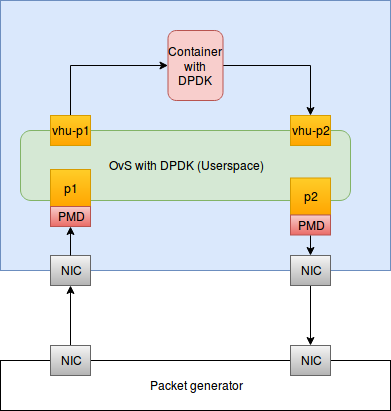 Container
with
DPDK
vhu-p1
vhu-p2
OvS with DPDK (Userspace)
p1
p2
PMD
PMD
NIC
NIC
NIC
NIC
Packet generator